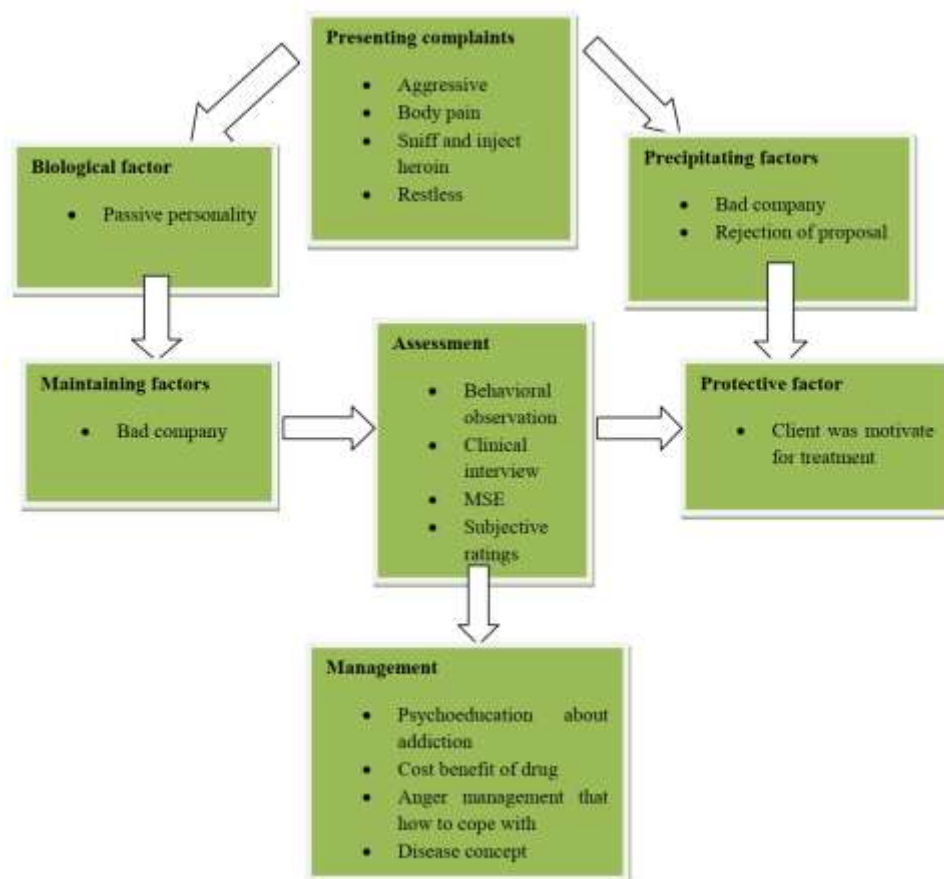 Presenting complaints
• Aggressive
• Body pain
• Sniff and inject
heroin
• Restless
Biological factor
• Passive personality
Precipitating factors
• Bad company
• Rejection of proposal
Maintaining factors
• Bad company
Assessment
• Behavioral
observation
• Clinical
interview
• MSE
• Subjective
ratings
Protective factor
• Client was motivate
for treatment
Management
• Psychoeducation about
addiction
• Cost benefit of drug
• Anger management that
how to cope with
• Disease concept